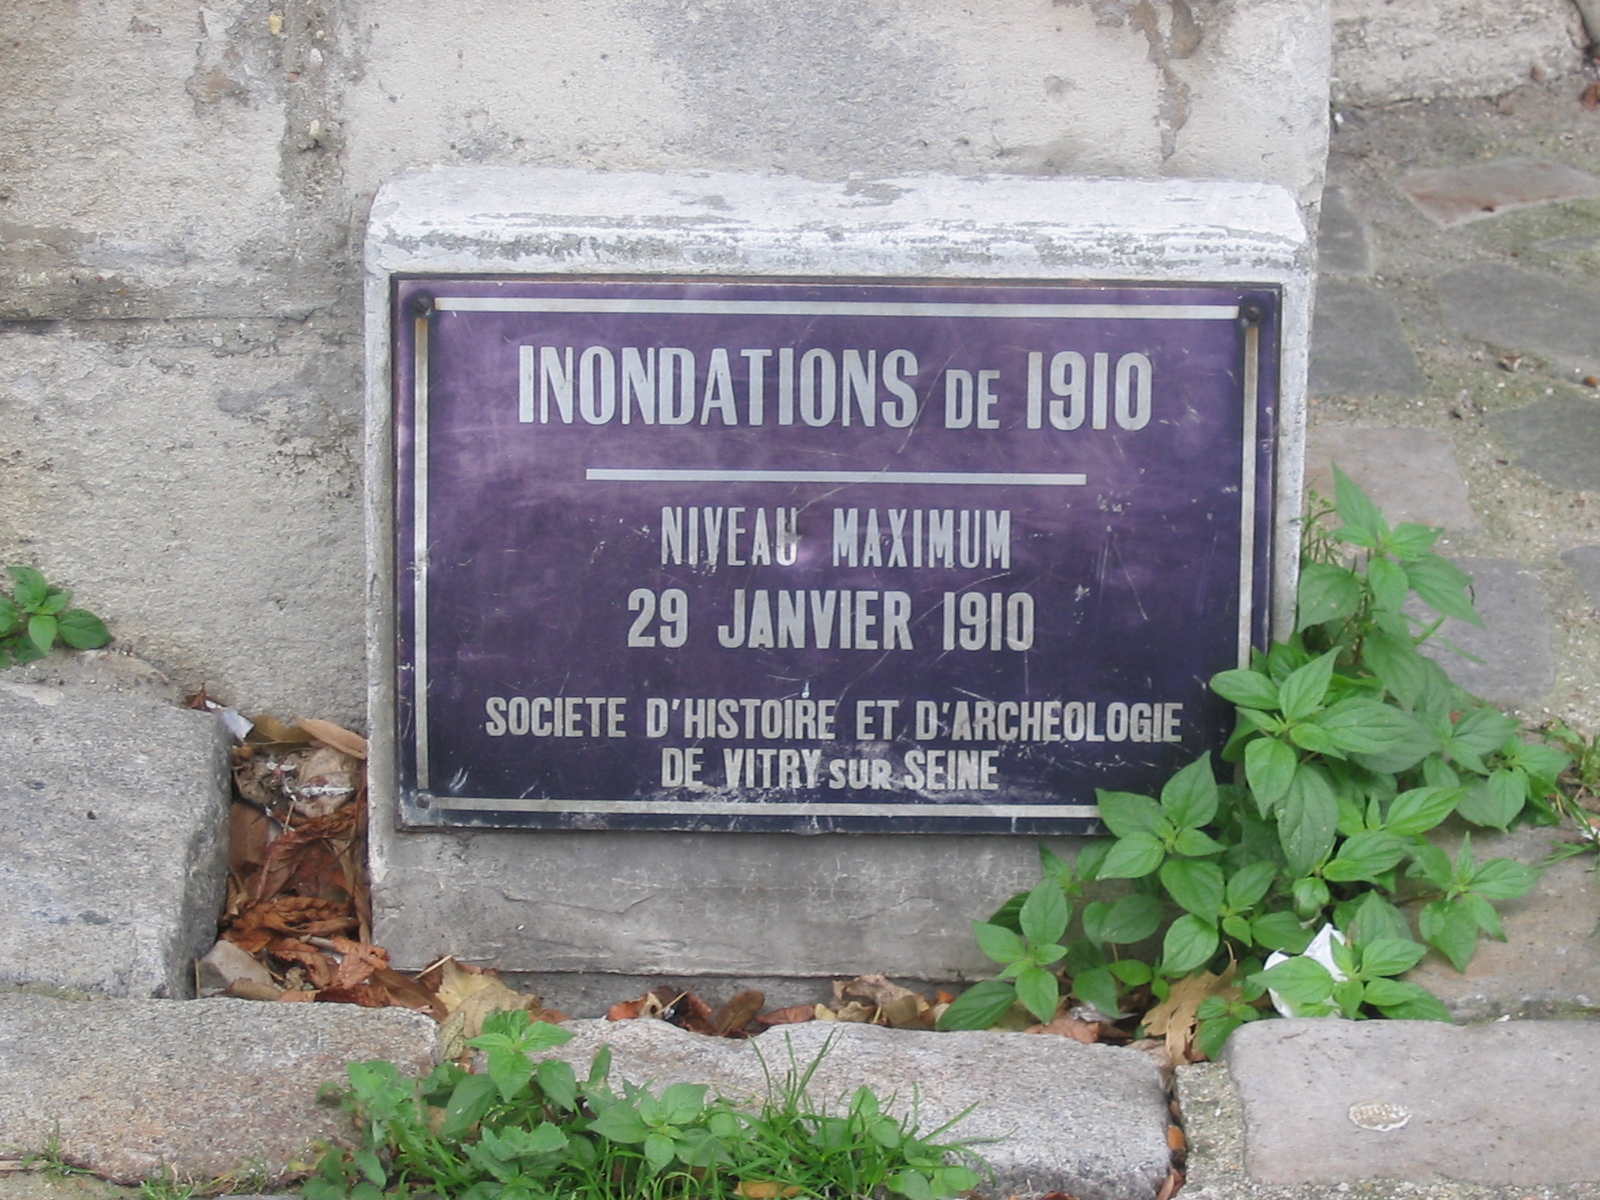 INONDATIONS DE 1910
NIVEAU MAXIMUM
29 JANVIER 1910
SOCIETE D'HISTOIRE ET D'ARCHEOLOGIE
DE VITRY SUR SEINE